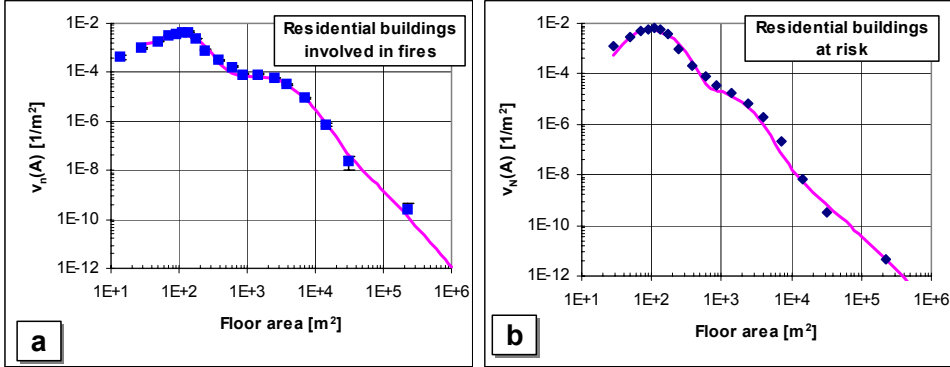 1E-2
1E-4
1E-6
1E-8
1E-10
1E-12
vₙ(A) [1/m²]
Residential buildings
involved in fires
1E+1 1E+2 1E+3 1E+4 1E+5 1E+6
Floor area [m²]
a
1E-2
1E-4
1E-6
1E-8
1E-10
1E-12
v_N(A) [1/m²]
Residential buildings
at risk
1E+1 1E+2 1E+3 1E+4 1E+5 1E+6
Floor area [m²]
b